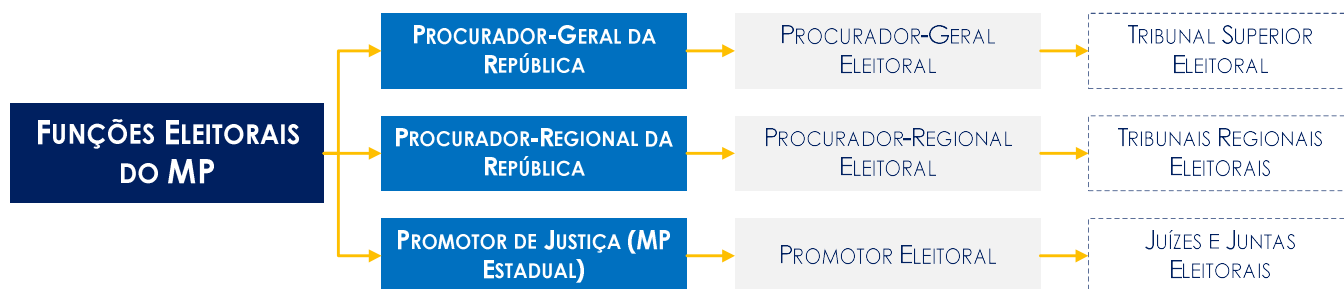 FUNÇÕES ELEITORAIS
DO MP
PROCURADOR-GERAL DA
REPÚBLICA
PROCURADOR-GERAL
ELEITORAL
TRIBUNAL SUPERIOR
ELEITORAL
PROCURADOR-REGIONAL DA
REPÚBLICA
PROCURADOR-REGIONAL
ELEITORAL
TRIBUNAIS REGIONAIS
ELEITORAIS
PROMOTOR DE JUSTIÇA (MP
ESTADUAL)
PROMOTOR ELEITORAL
JUÍZES E JUNTAS
ELEITORAIS